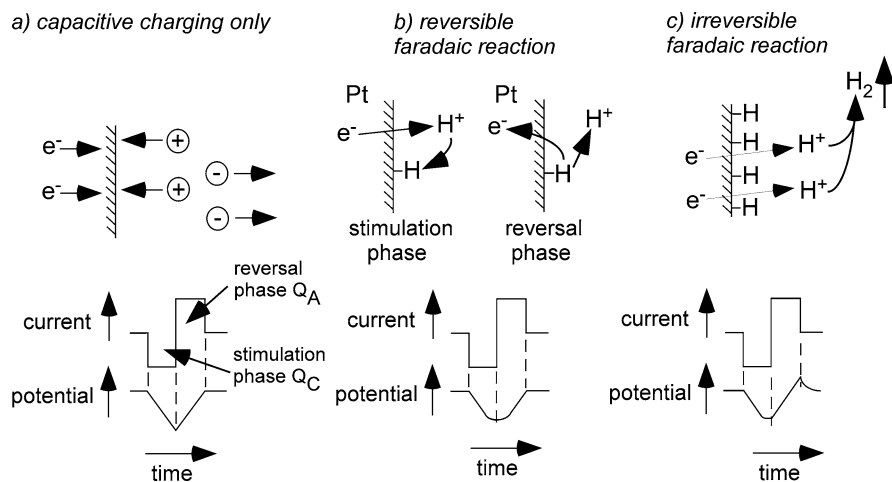 a) capacitive charging only
b) reversible
faradaic reaction
c) irreversible
faradaic reaction
e-
+
e-
+
-
-
Pt
e-
H+
H
stimulation
phase
Pt
e-
H+
H
reversal
phase
H2
H
H
H
H
e-
H+
e-
H+
current
reversal
phase QA
stimulation
phase QC
potential
time
current
potential
time
current
potential
time